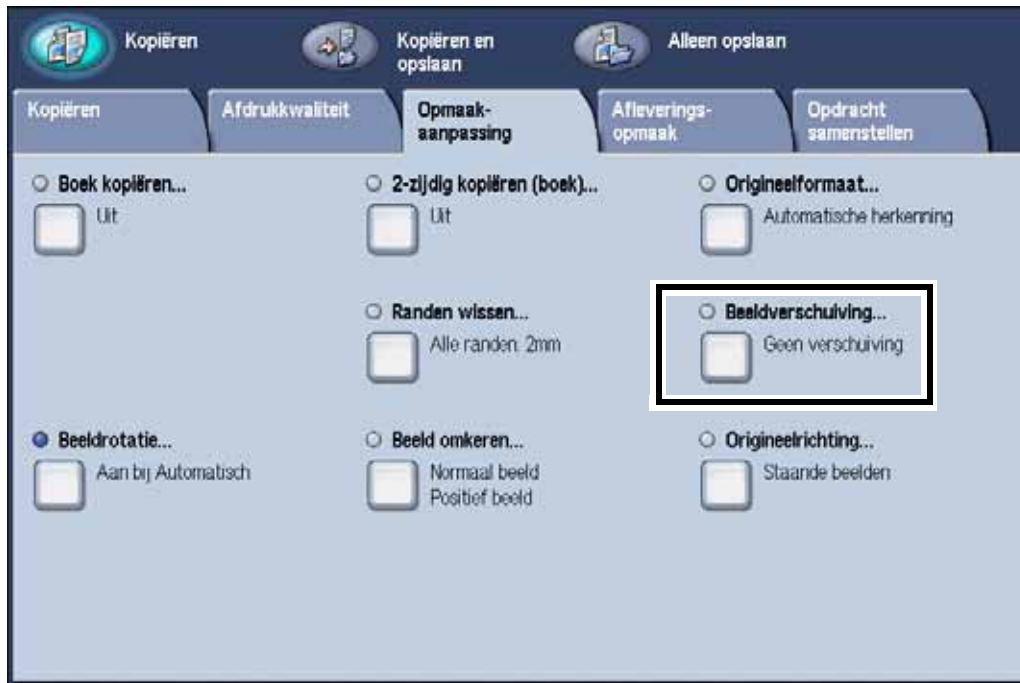 Kopiëren
Kopiëren en
opslaan
Alleen opslaan
Kopiëren
Afdrukkwaliteit
Opmaak-
aanpassing
Afleverings-
opmaak
Opdracht
samenstellen
Boek kopiëren...
Uit
2-zijdig kopiëren (boek)...
Uit
Origineelformaat...
Automatische herkenning
Randen wissen...
Alle randen: 2mm
Beeldverschuiving...
Geen verschuiving
Beeldrotatie...
Aan bij Automatisch
Beeld omkeren...
Normaal beeld
Positief beeld
Origineelrichting...
Staande beelden